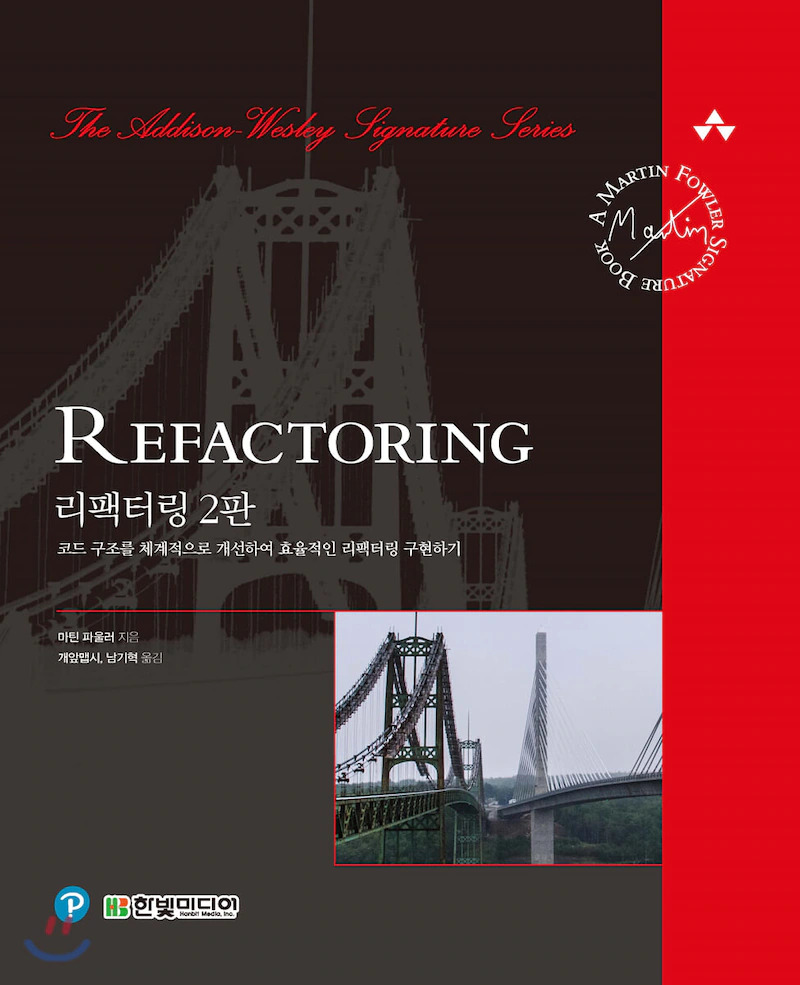 The Addison-Wesley Signature Series
A MARTIN FOWLER SIGNATURE BOOK
Martin
REFACTORING
리팩터링 2판
코드 구조를 체계적으로 개선하여 효율적인 리팩터링 구현하기
마틴 파울러 지음
개앞맵시, 남기혁 옮김
P
HB 한빛미디어
Hanbit Media, Inc.